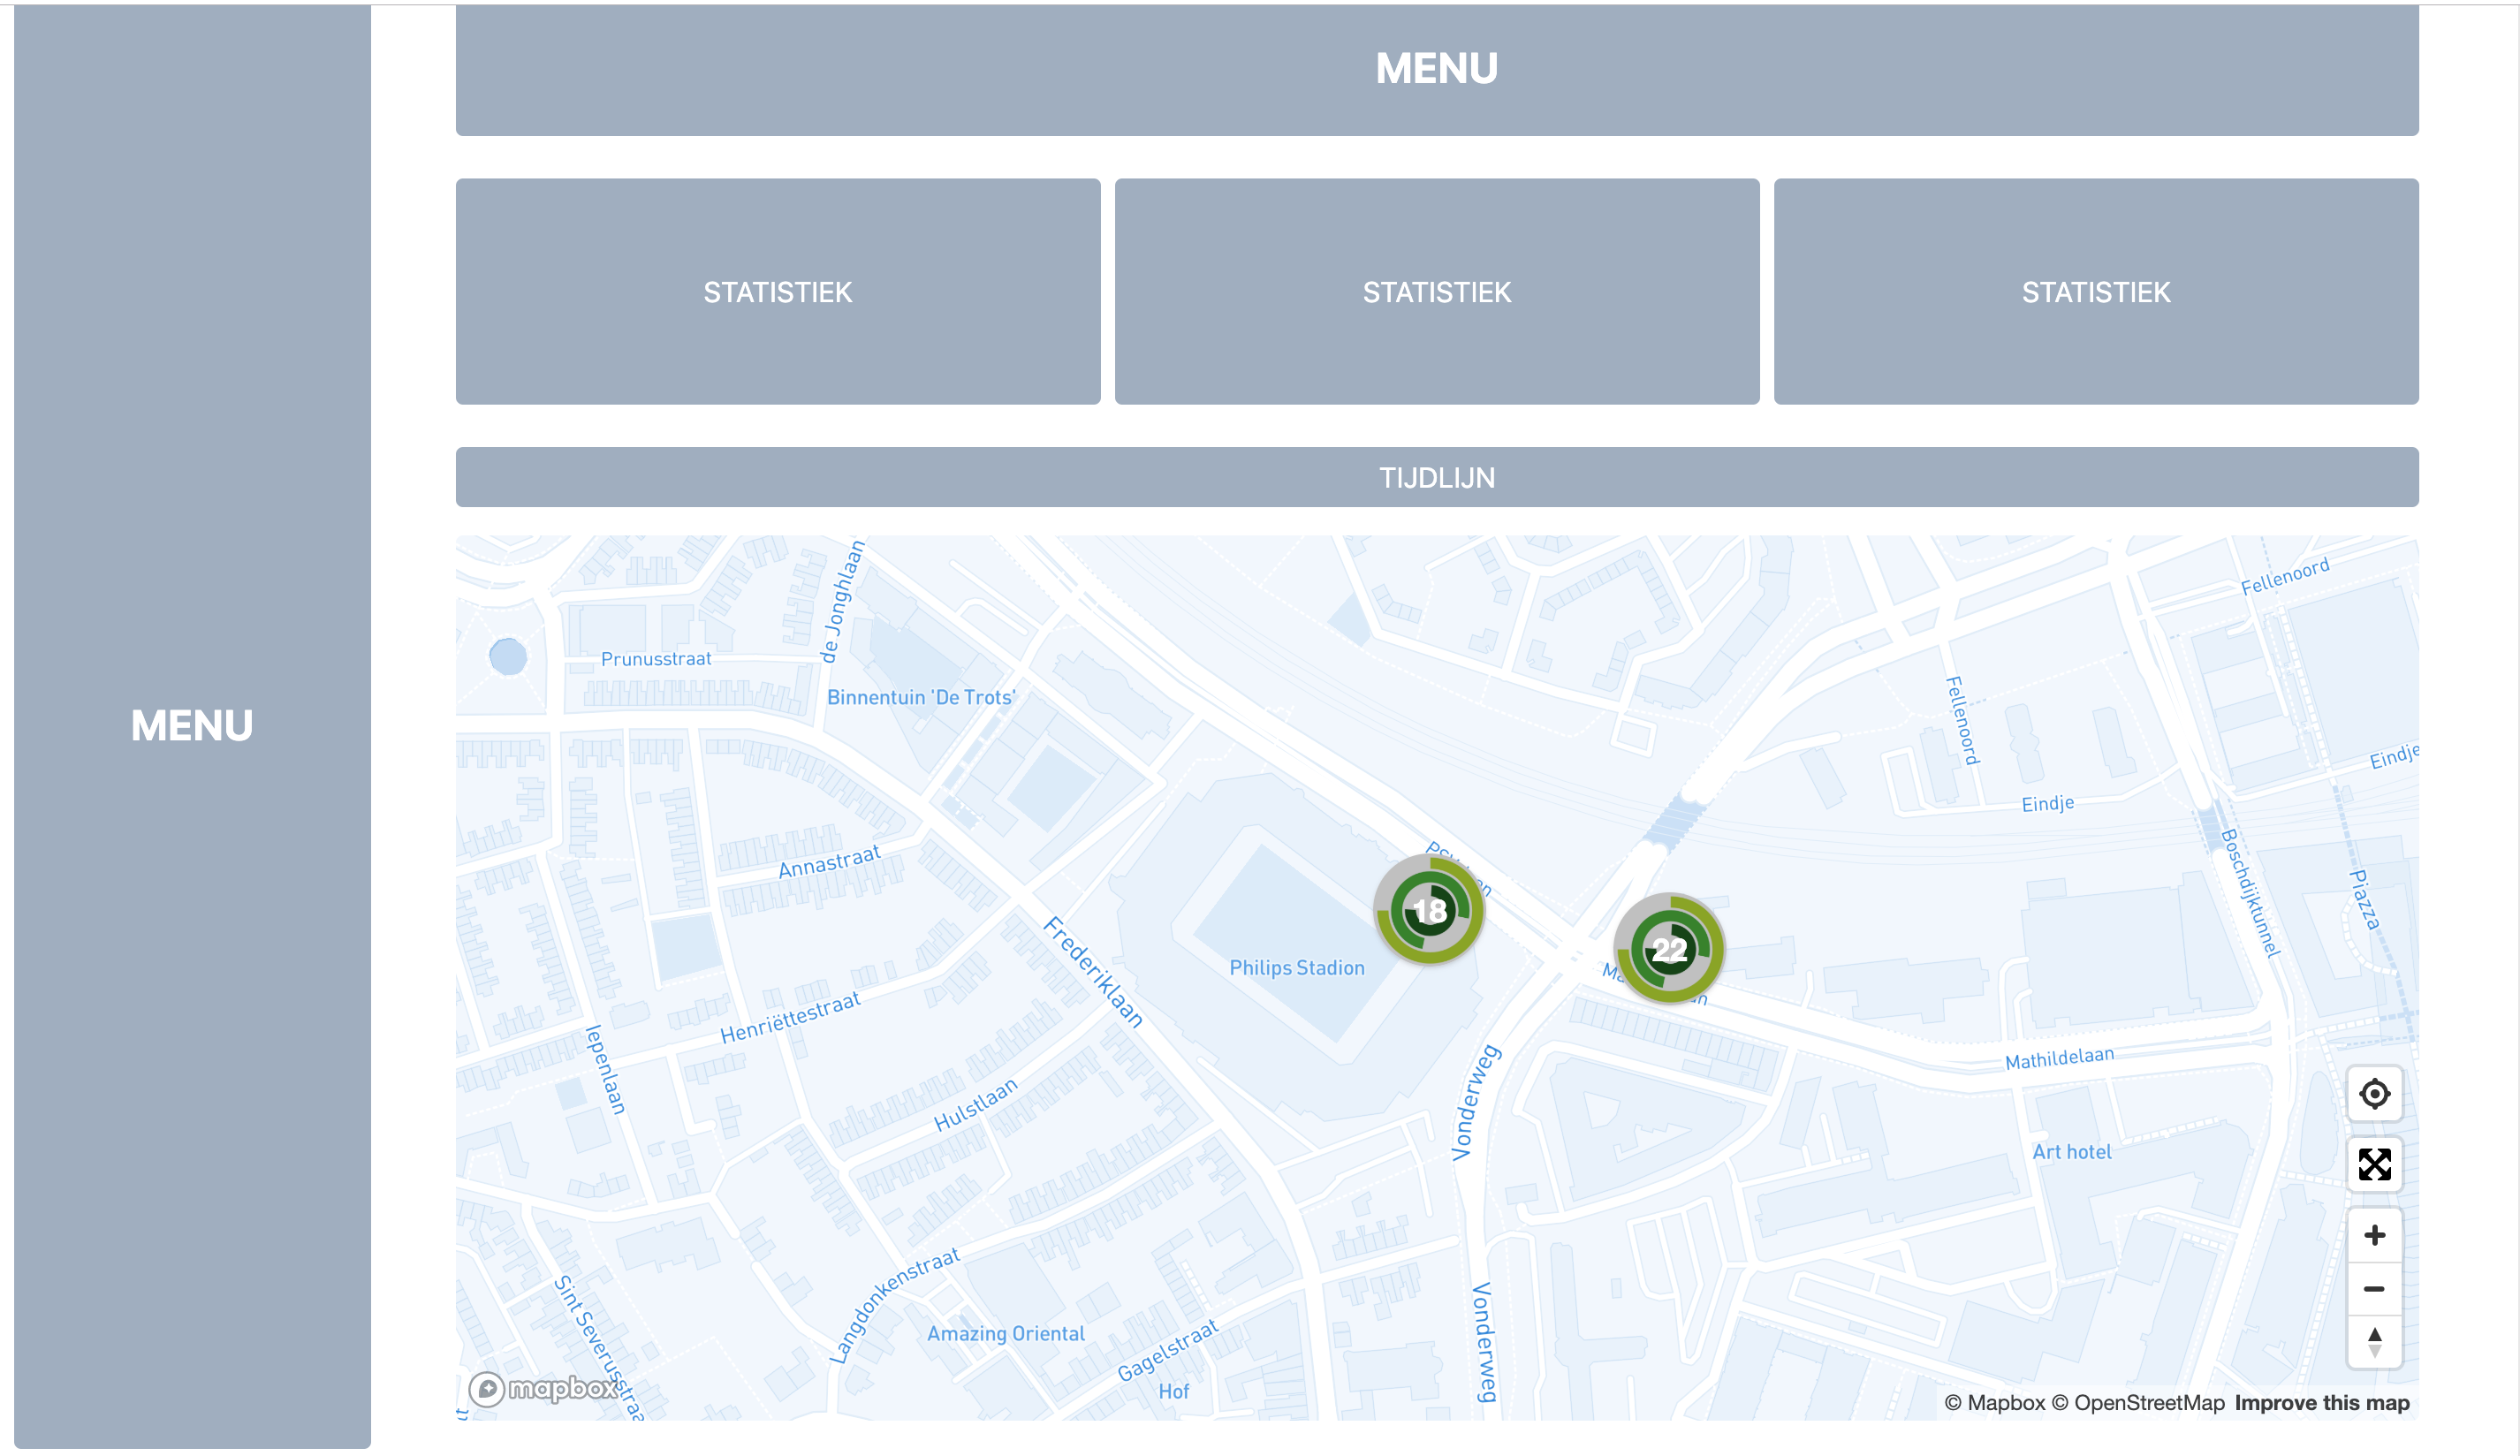 MENU
MENU
STATISTIEK
STATISTIEK
STATISTIEK
TIJDLIJN
de Jonghlaan
Fellenoord
Prunusstraat
Binnentuin 'De Trots'
Fellenoord
Eindje
Eindje
Annastraat
Boschdijktunnel
Piazza
18
22
Frederiklaan
Philips Stadion
Henriëttestraat
Iepenlaan
Mathildelaan
Hulstlaan
Vonderweg
Art hotel
Langdonkenstraat
Sint Severusstraa
Amazing Oriental
Gagelstraat
Vonderweg
Hof
mapbox
© Mapbox © OpenStreetMap Improve this map